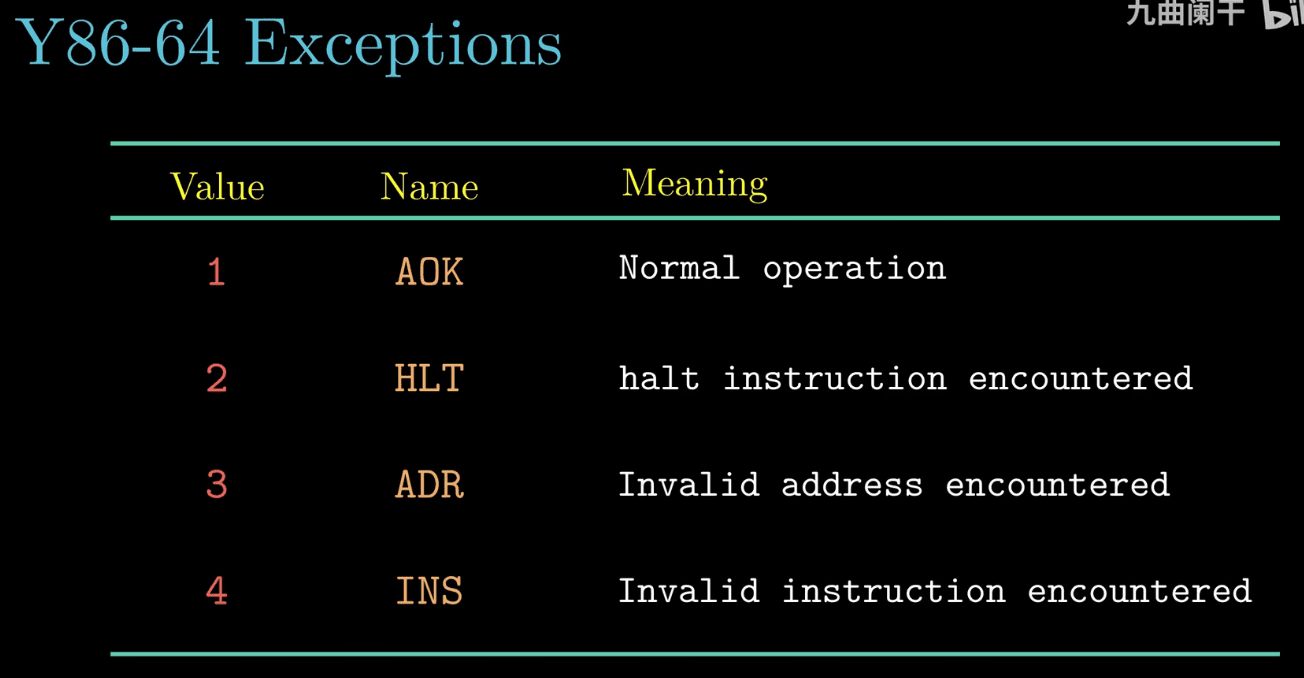 九曲阑干
Y86-64 Exceptions
Value Name Meaning
1 AOK Normal operation
2 HLT halt instruction encountered
3 ADR Invalid address encountered
4 INS Invalid instruction encountered